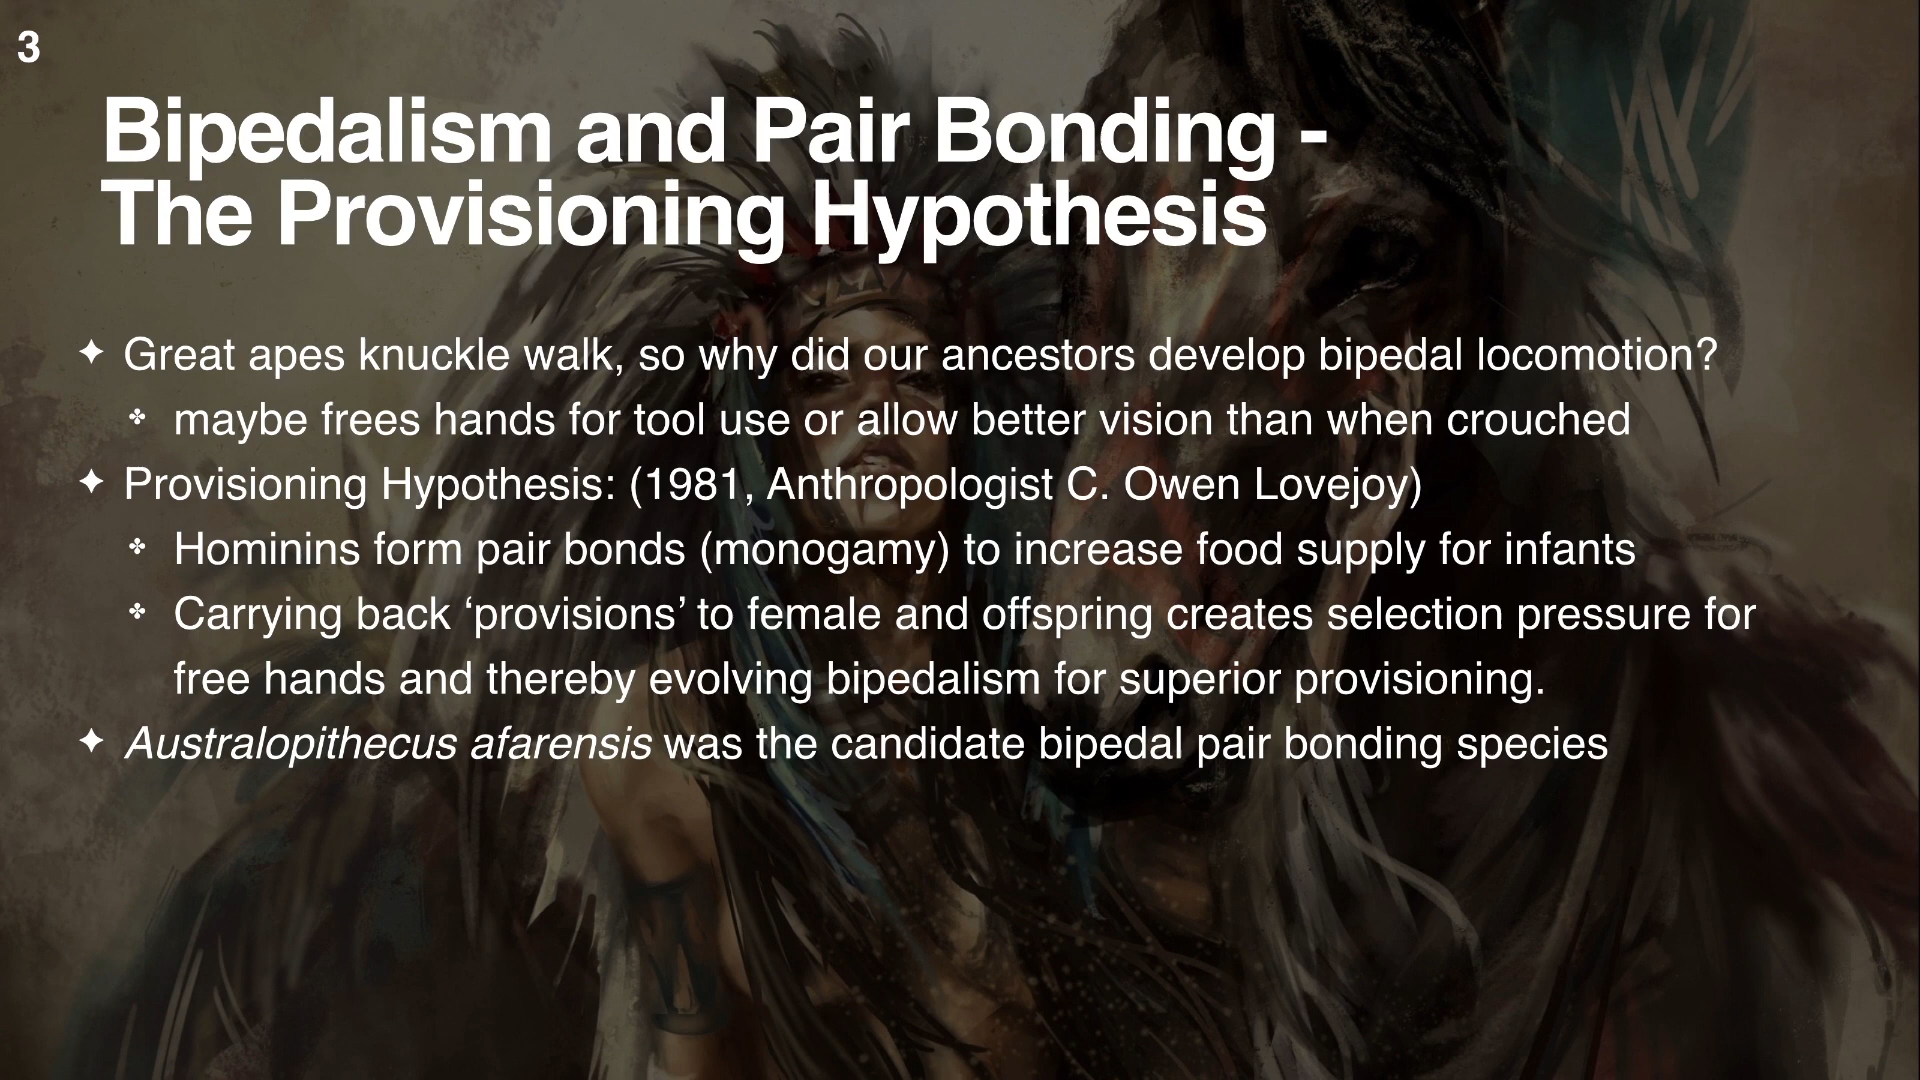 3
Bipedalism and Pair Bonding -
The Provisioning Hypothesis
✦ Great apes knuckle walk, so why did our ancestors develop bipedal locomotion?
✤ maybe frees hands for tool use or allow better vision than when crouched
✦ Provisioning Hypothesis: (1981, Anthropologist C. Owen Lovejoy)
✤ Hominins form pair bonds (monogamy) to increase food supply for infants
✤ Carrying back ‘provisions’ to female and offspring creates selection pressure for
free hands and thereby evolving bipedalism for superior provisioning.
✦ Australopithecus afarensis was the candidate bipedal pair bonding species